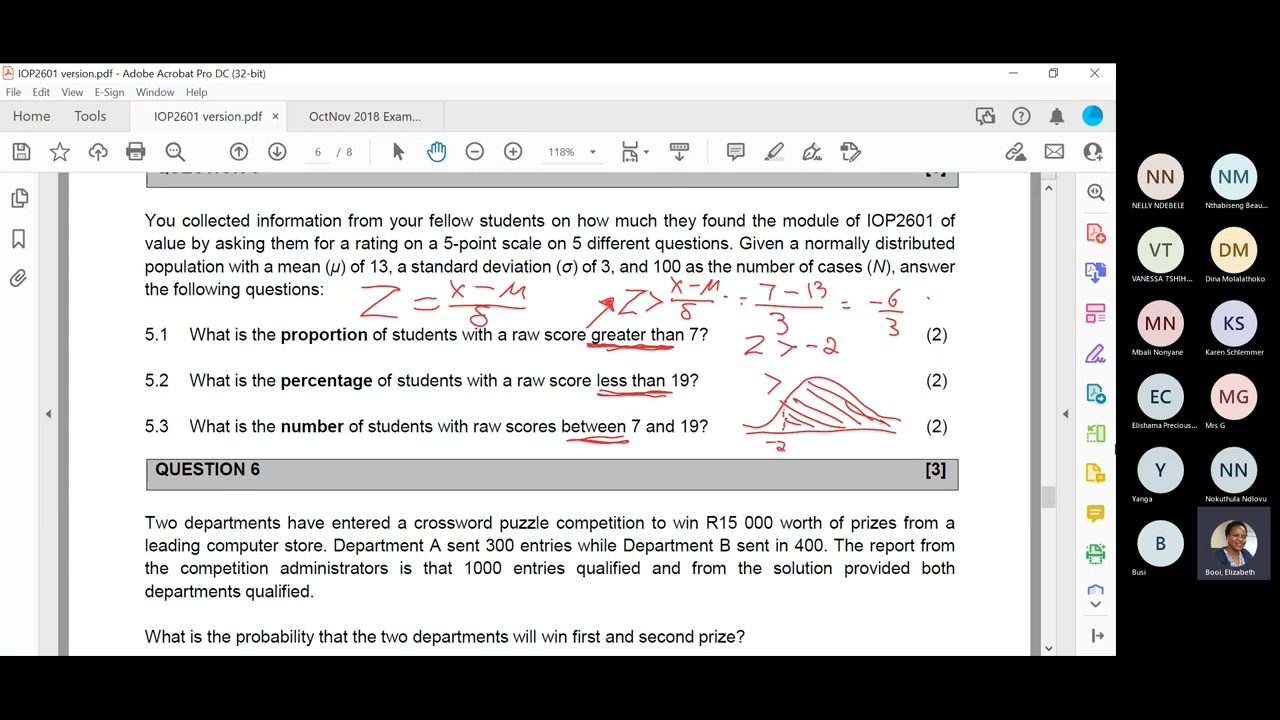 IOP2601 version.pdf - Adobe Acrobat Pro DC (32-bit)
File Edit View E-Sign Window Help
Home Tools IOP2601 version.pdf × OctNov 2018 Exam...
6 / 8 118%
[4]
You collected information from your fellow students on how much they found the module of IOP2601 of
value by asking them for a rating on a 5-point scale on 5 different questions. Given a normally distributed
population with a mean (μ) of 13, a standard deviation (σ) of 3, and 100 as the number of cases (N), answer
the following questions:
Z = x - μ / δ
Z > x - μ / δ = 7 - 13 / 3 = -6 / 3
5.1 What is the proportion of students with a raw score greater than 7? (2)
Z > -2
5.2 What is the percentage of students with a raw score less than 19? (2)
>
5.3 What is the number of students with raw scores between 7 and 19? (2)
-2
QUESTION 6 [3]
Two departments have entered a crossword puzzle competition to win R15 000 worth of prizes from a
leading computer store. Department A sent 300 entries while Department B sent in 400. The report from
the competition administrators is that 1000 entries qualified and from the solution provided both
departments qualified.
What is the probability that the two departments will win first and second prize?
NN NM
NELLY NDEBELE Nthabiseng Beau...
VT DM
VANESSA TSHIH... Dina Molalathoko
MN KS
Mbali Nonyane Karen Schlemmer
EC MG
Elishama Precious... Mrs G
Y NN
Yanga Nokuthula Ndlovu
B
Busi Booi, Elizabeth